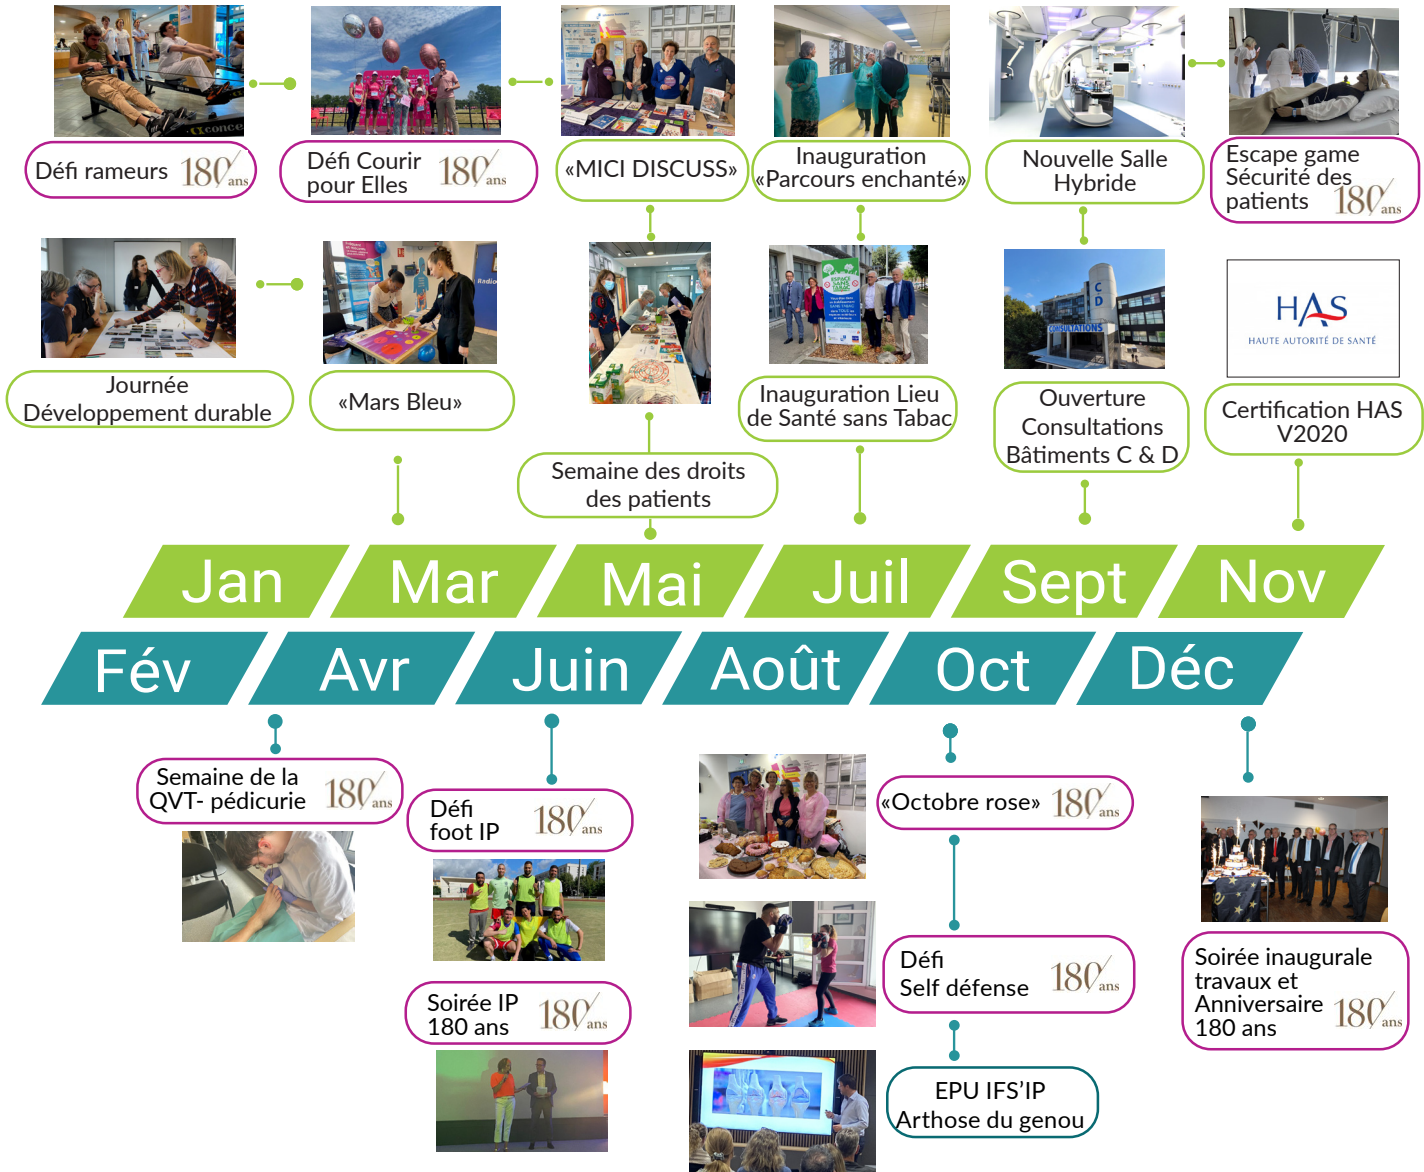 Défi rameurs 180 ans
Défi Courir
pour Elles 180 ans
«MICI DISCUSS»
Inauguration
«Parcours enchanté»
Nouvelle Salle
Hybride
Escape game
Sécurité des
patients 180 ans
Journée
Développement durable
«Mars Bleu»
Radio
ESPACE
SANS
TABAC
Inauguration Lieu
de Santé sans Tabac
C
D
CONSULTATIONS
Ouverture
Consultations
Bâtiments C & D
HAS
HAUTE AUTORITÉ DE SANTÉ
Certification HAS
V2020
Semaine des droits
des patients
Jan
Mar
Mai
Juil
Sept
Nov
Fév
Avr
Juin
Août
Oct
Déc
Semaine de la
QVT- pédicurie 180 ans
Défi
foot IP 180 ans
Soirée IP
180 ans 180 ans
«Octobre rose» 180 ans
Défi
Self défense 180 ans
EPU IFS’IP
Arthose du genou
Soirée inaugurale
travaux et
Anniversaire
180 ans 180 ans